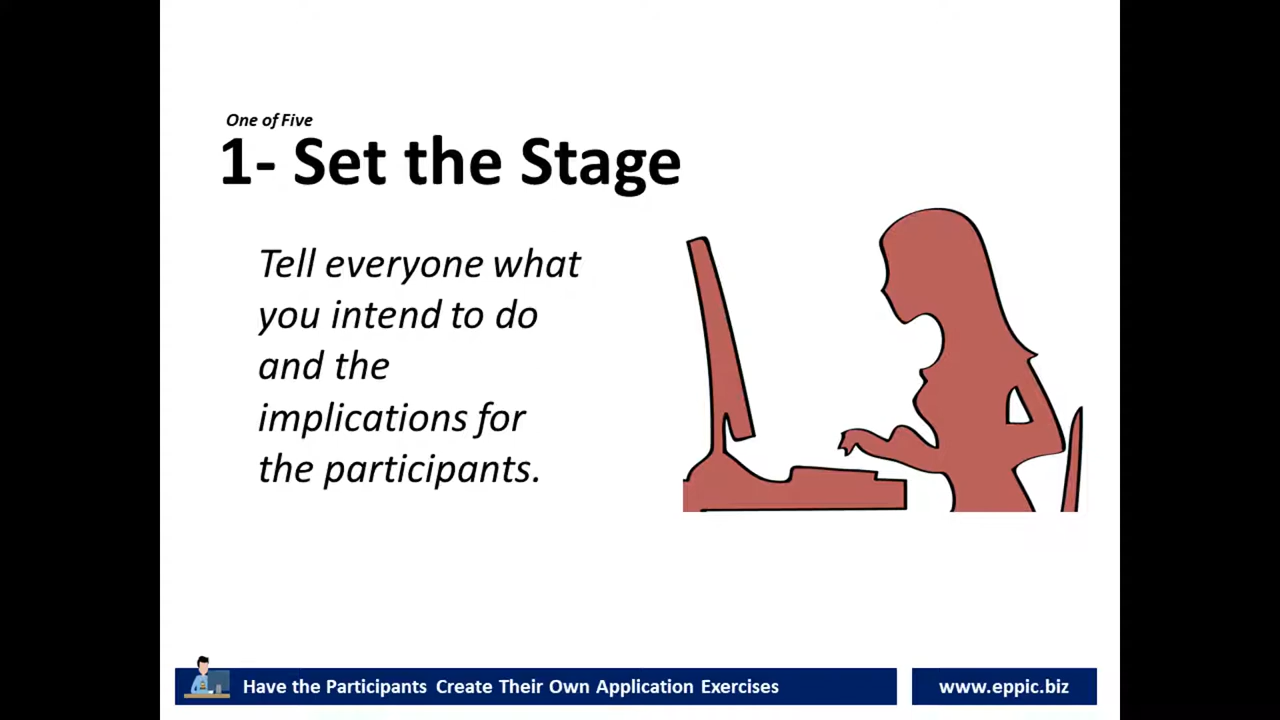 One of Five
1- Set the Stage
Tell everyone what
you intend to do
and the
implications for
the participants.
Have the Participants Create Their Own Application Exercises
www.eppic.biz